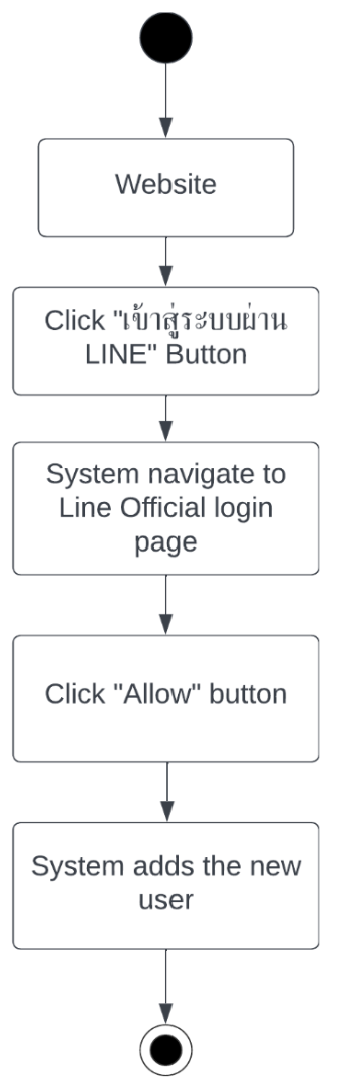 Website
Click "เข้าสู่ระบบผ่าน
LINE" Button
System navigate to
Line Official login
page
Click "Allow" button
System adds the new
user